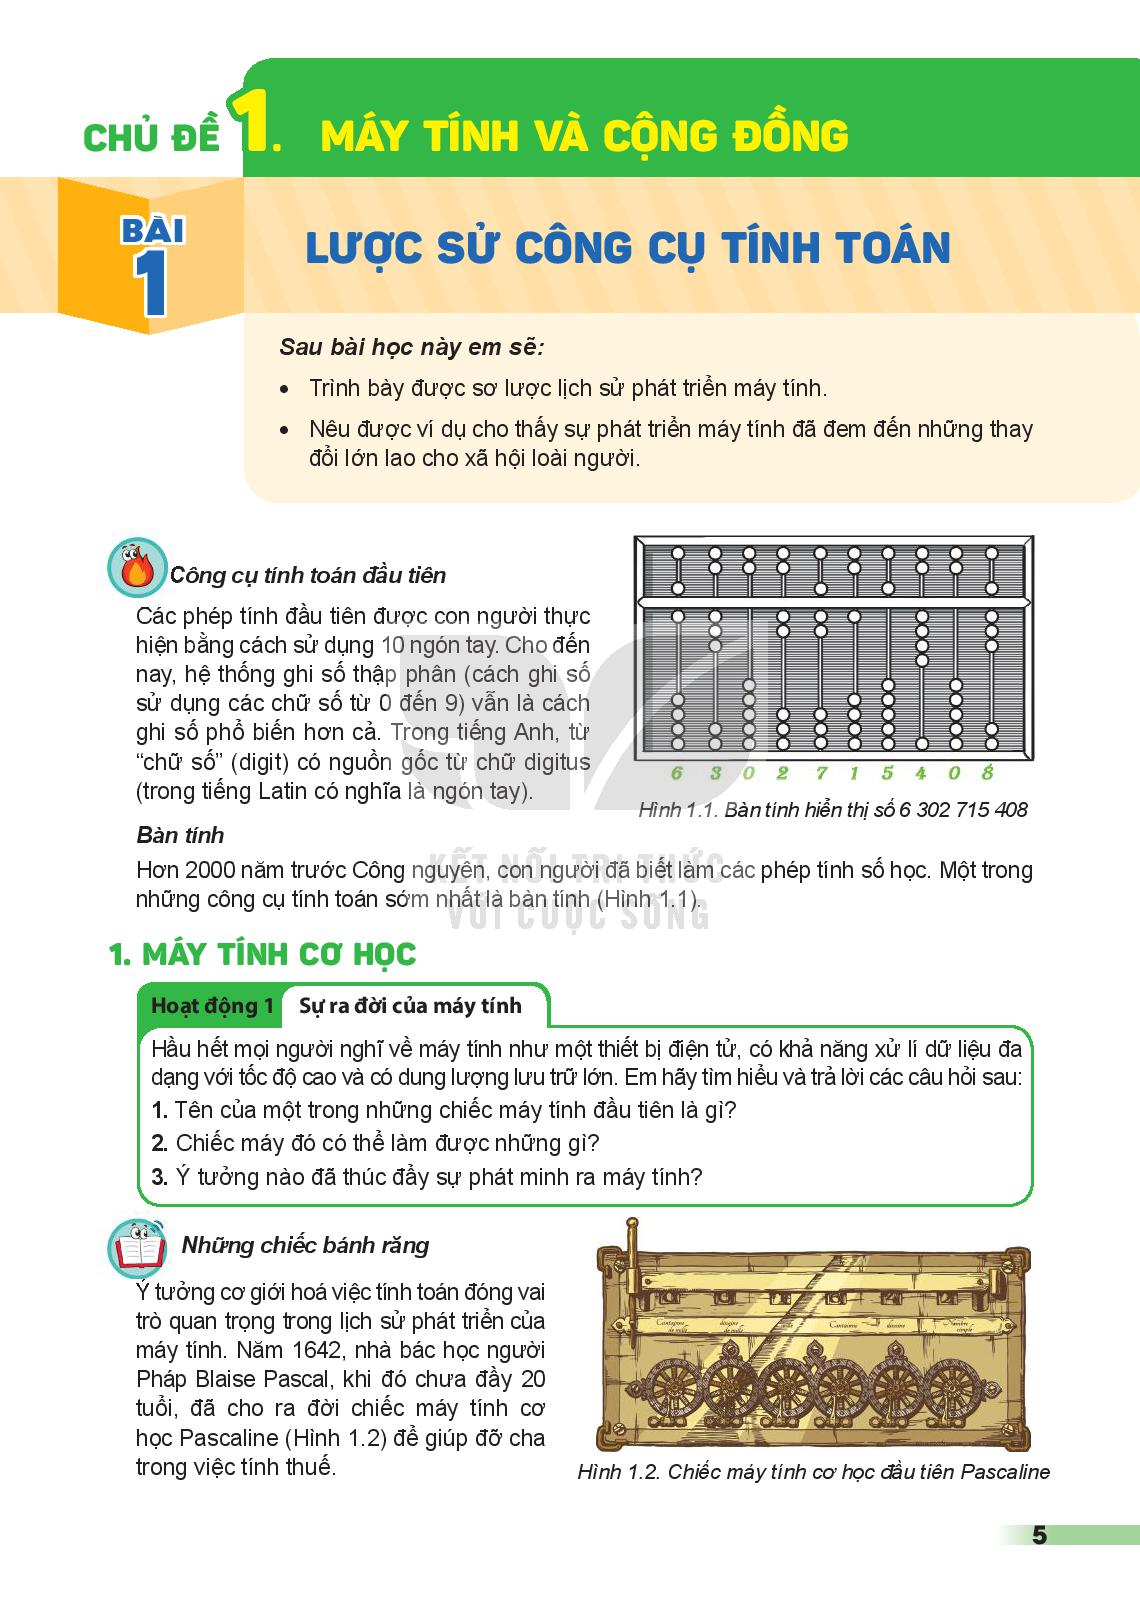 CHỦ ĐỀ 1. MÁY TÍNH VÀ CỘNG ĐỒNG
BÀI
1
LƯỢC SỬ CÔNG CỤ TÍNH TOÁN
Sau bài học này em sẽ:
• Trình bày được sơ lược lịch sử phát triển máy tính.
• Nêu được ví dụ cho thấy sự phát triển máy tính đã đem đến những thay
đổi lớn lao cho xã hội loài người.
Công cụ tính toán đầu tiên
Các phép tính đầu tiên được con người thực
hiện bằng cách sử dụng 10 ngón tay. Cho đến
nay, hệ thống ghi số thập phân (cách ghi số
sử dụng các chữ số từ 0 đến 9) vẫn là cách
ghi số phổ biến hơn cả. Trong tiếng Anh, từ
“chữ số” (digit) có nguồn gốc từ chữ digitus
(trong tiếng Latin có nghĩa là ngón tay).
6 3 0 2 7 1 5 4 0 8
Hình 1.1. Bàn tính hiển thị số 6 302 715 408
Bàn tính
Hơn 2000 năm trước Công nguyên, con người đã biết làm các phép tính số học. Một trong
những công cụ tính toán sớm nhất là bàn tính (Hình 1.1).
KẾT NỐI TRI THỨC
VỚI CUỘC SỐNG
1. MÁY TÍNH CƠ HỌC
Hoạt động 1 Sự ra đời của máy tính
Hầu hết mọi người nghĩ về máy tính như một thiết bị điện tử, có khả năng xử lí dữ liệu đa
dạng với tốc độ cao và có dung lượng lưu trữ lớn. Em hãy tìm hiểu và trả lời các câu hỏi sau:
1. Tên của một trong những chiếc máy tính đầu tiên là gì?
2. Chiếc máy đó có thể làm được những gì?
3. Ý tưởng nào đã thúc đẩy sự phát minh ra máy tính?
Những chiếc bánh răng
Ý tưởng cơ giới hoá việc tính toán đóng vai
trò quan trọng trong lịch sử phát triển của
máy tính. Năm 1642, nhà bác học người
Pháp Blaise Pascal, khi đó chưa đầy 20
tuổi, đã cho ra đời chiếc máy tính cơ
học Pascaline (Hình 1.2) để giúp đỡ cha
trong việc tính thuế.
Hình 1.2. Chiếc máy tính cơ học đầu tiên Pascaline
5